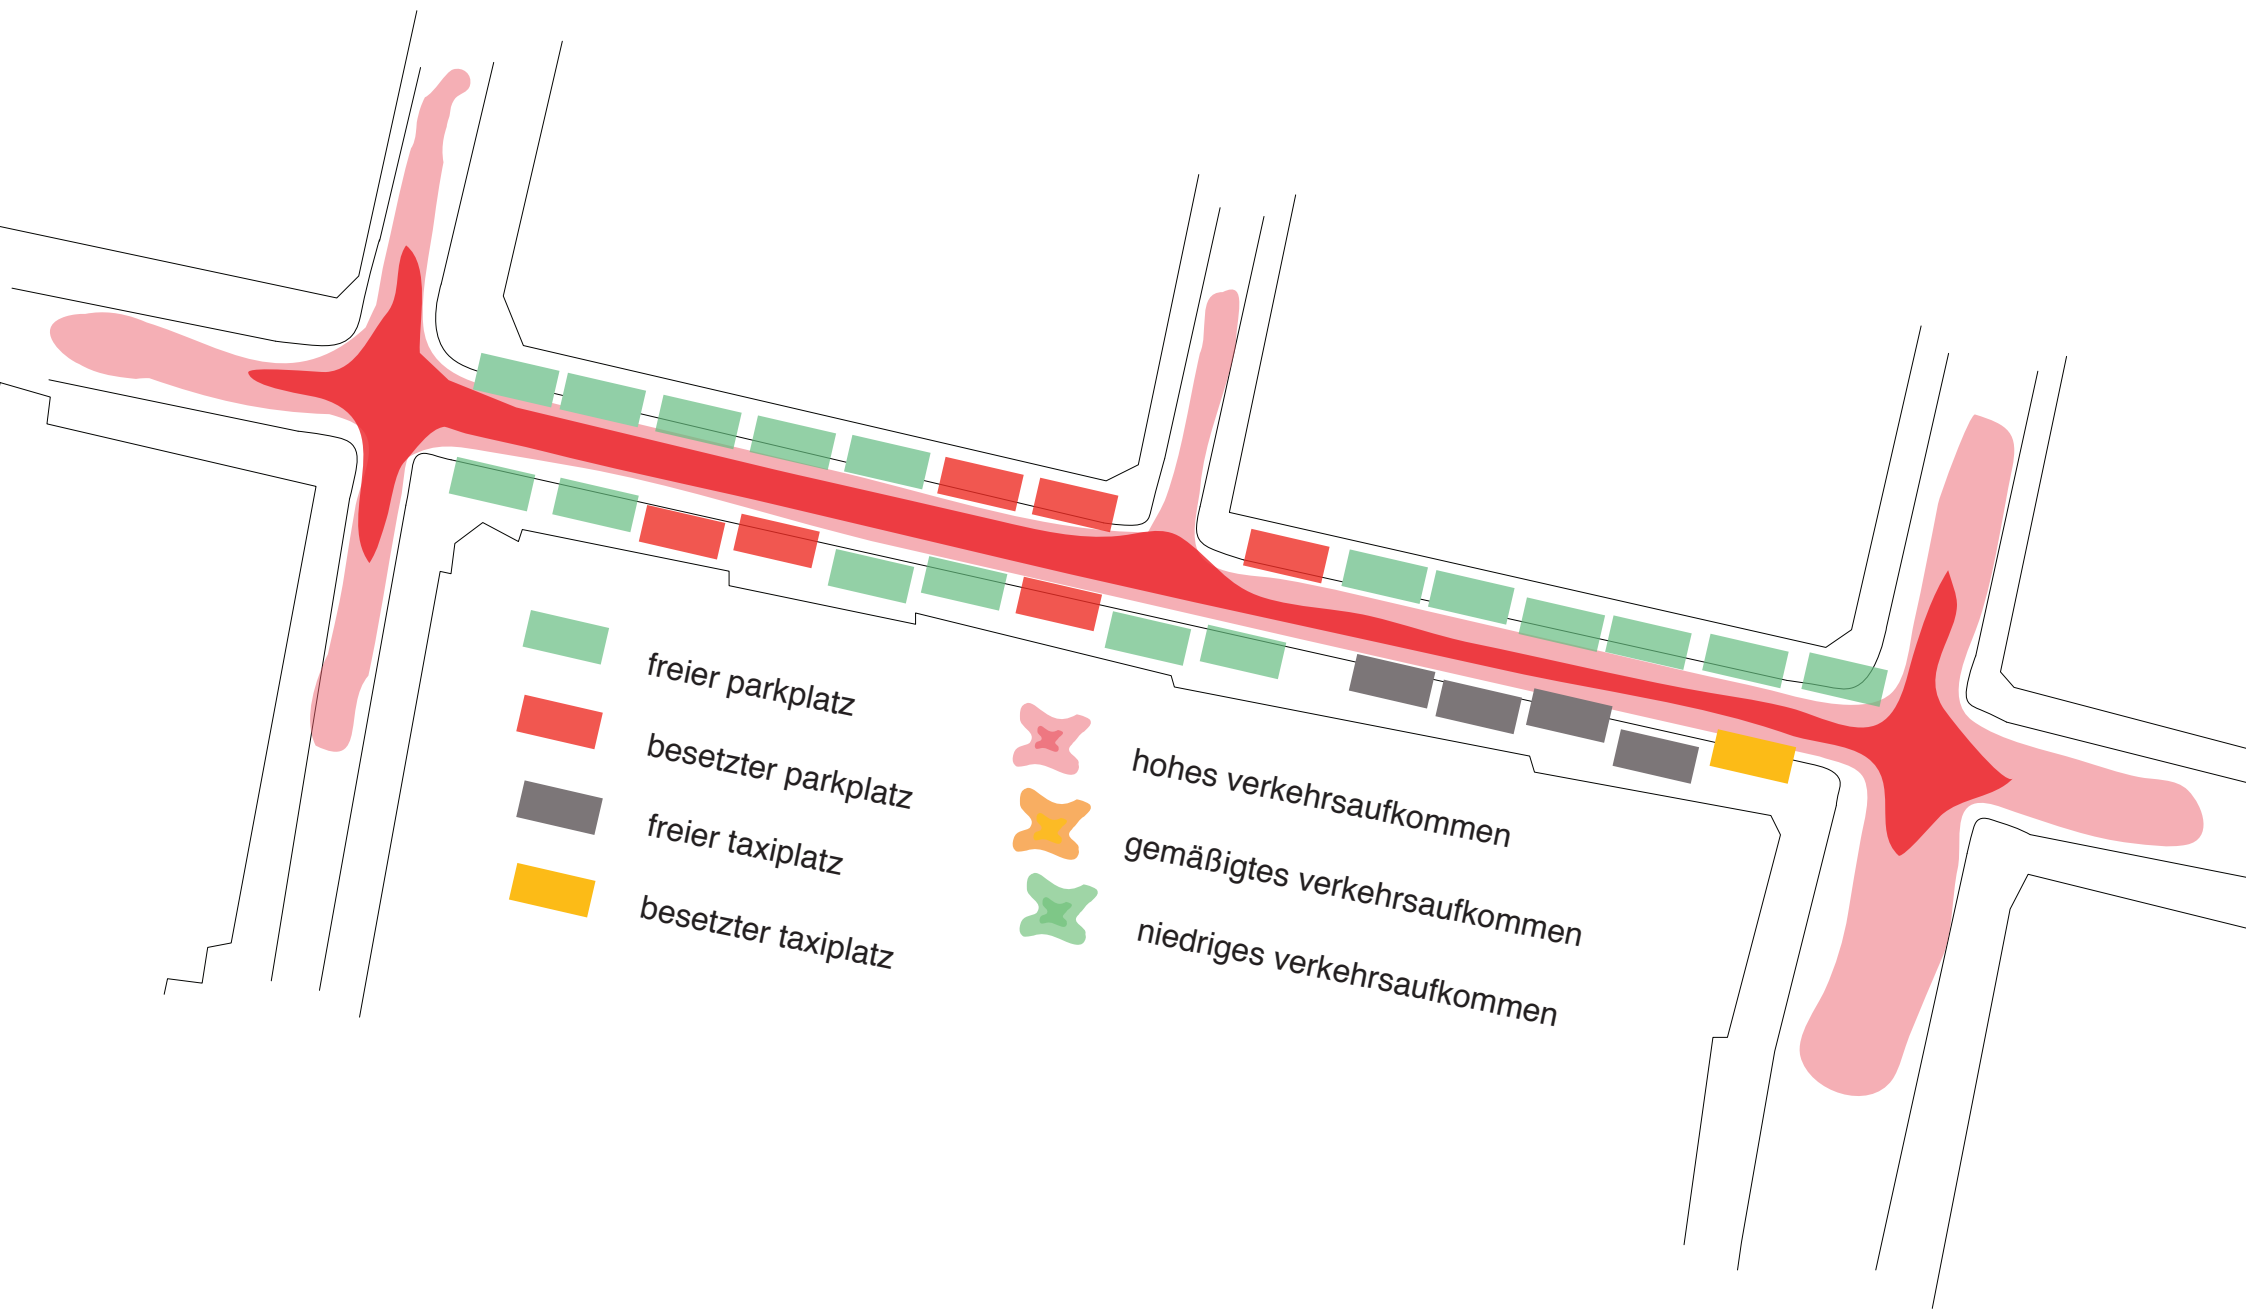 freier parkplatz
besetzter parkplatz
freier taxiplatz
besetzter taxiplatz
hohes verkehrsaufkommen
gemäßigtes verkehrsaufkommen
niedriges verkehrsaufkommen